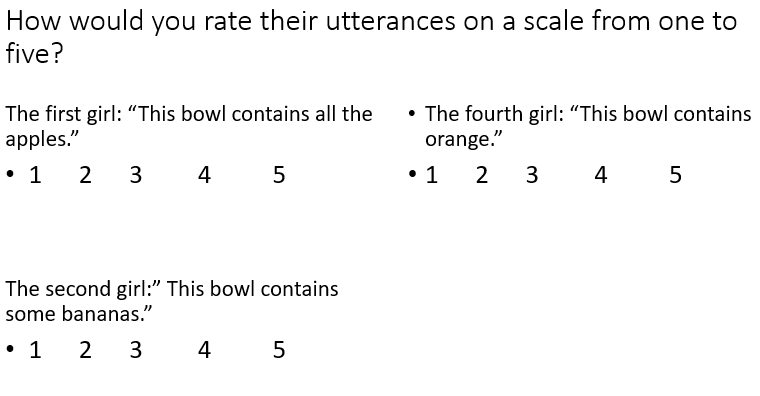 How would you rate their utterances on a scale from one to
five?
The first girl: “This bowl contains all the
apples.”
• 1 2 3 4 5
The second girl:” This bowl contains
some bananas.”
• 1 2 3 4 5
• The fourth girl: “This bowl contains
orange.”
• 1 2 3 4 5